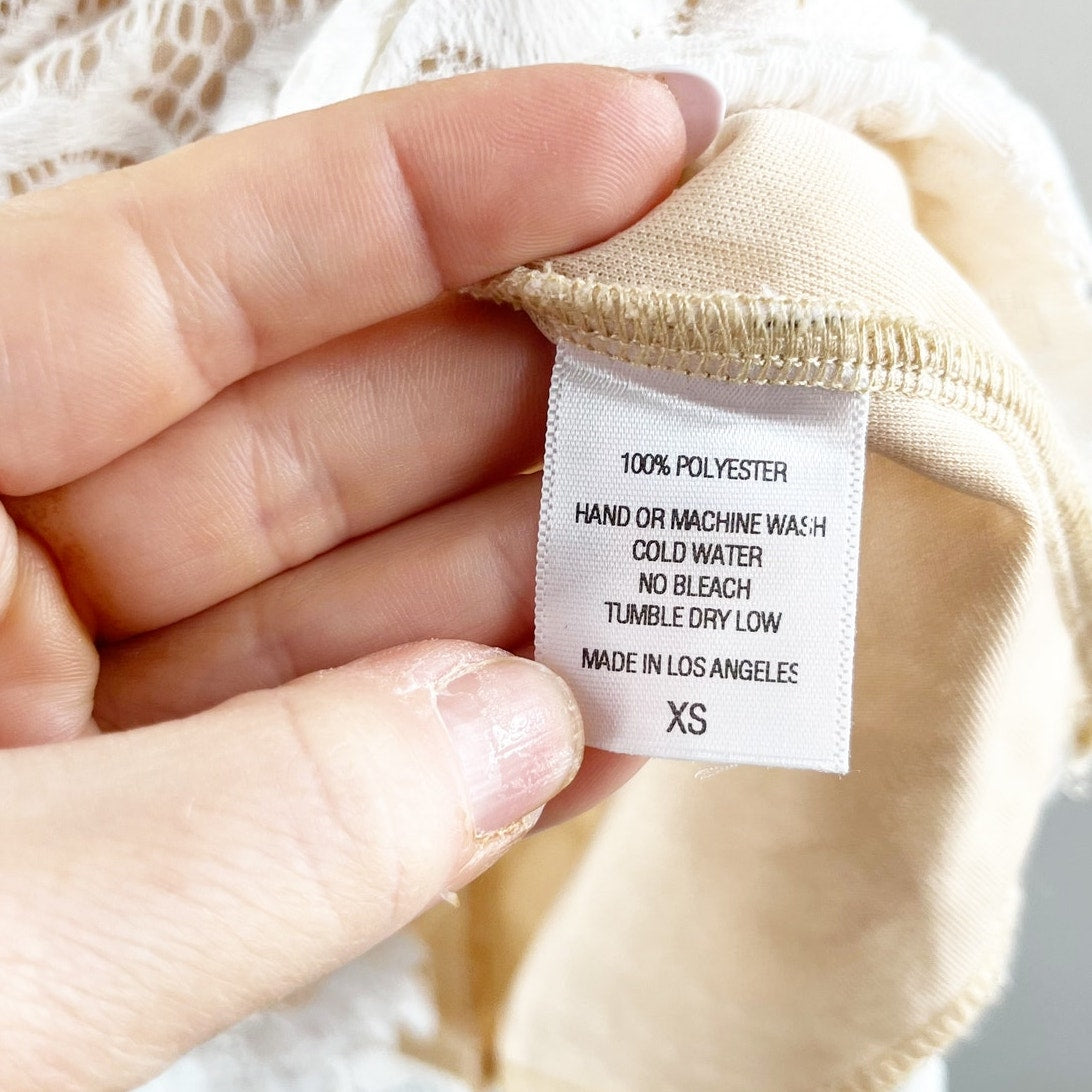 100% POLYESTER
HAND OR MACHINE WASH
COLD WATER
NO BLEACH
TUMBLE DRY LOW
MADE IN LOS ANGELES
XS